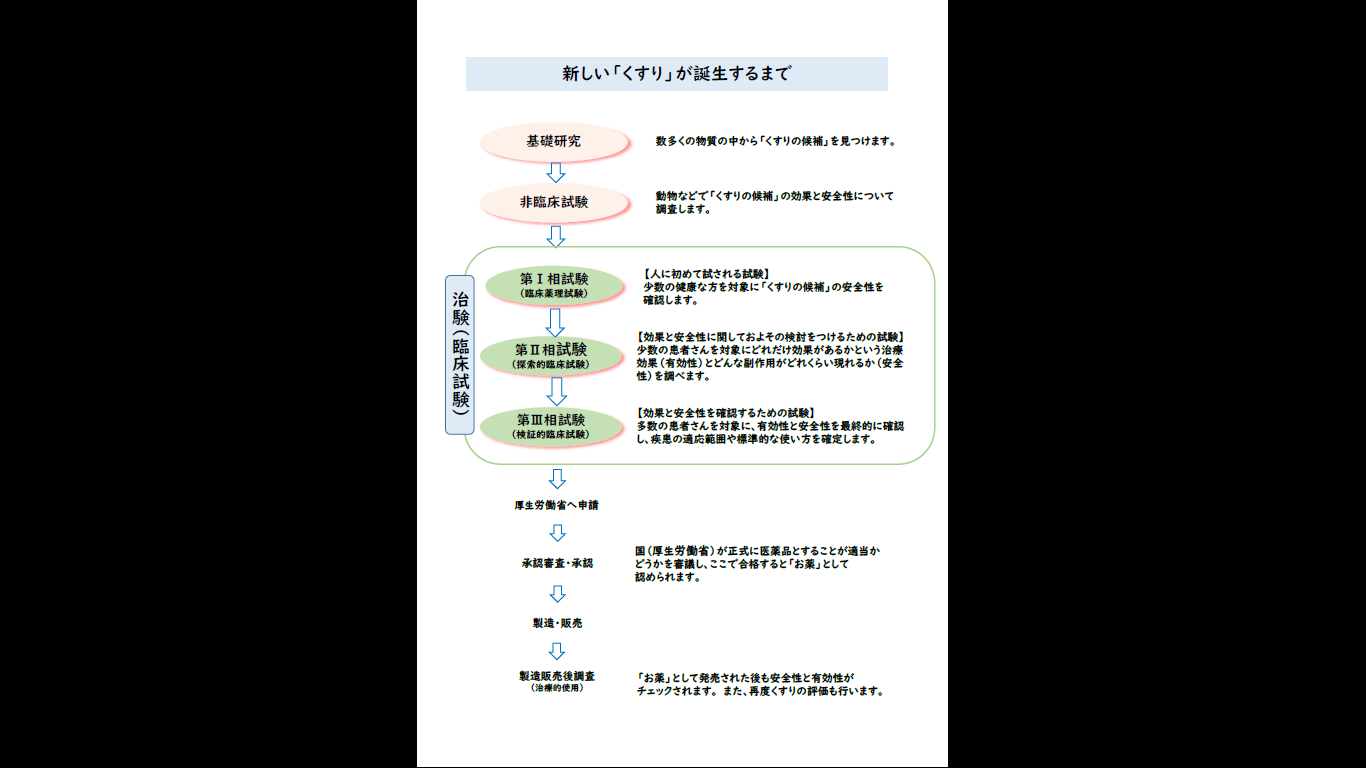 新しい「くすり」が誕生するまで
基礎研究
数多くの物質の中から「くすりの候補」を見つけます。
非臨床試験
動物などで「くすりの候補」の効果と安全性について
調査します。
治験(臨床試験)
第Ⅰ相試験
(臨床薬理試験)
【人に初めて試される試験】
少数の健康な方を対象に「くすりの候補」の安全性を
確認します。
第Ⅱ相試験
(探索的臨床試験)
【効果と安全性に関しておよその検討をつけるための試験】
少数の患者さんを対象にどれだけ効果があるかという治療
効果(有効性)とどんな副作用がどれくらい現れるか(安全
性)を調べます。
第Ⅲ相試験
(検証的臨床試験)
【効果と安全性を確認するための試験】
多数の患者さんを対象に、有効性と安全性を最終的に確認
し、疾患の適応範囲や標準的な使い方を確定します。
厚生労働省へ申請
承認審査・承認
国(厚生労働省)が正式に医薬品とすることが適当か
どうかを審議し、ここで合格すると「お薬」として
認められます。
製造・販売
製造販売後調査
(治療的使用)
「お薬」として発売された後も安全性と有効性が
チェックされます。また、再度くすりの評価も行います。